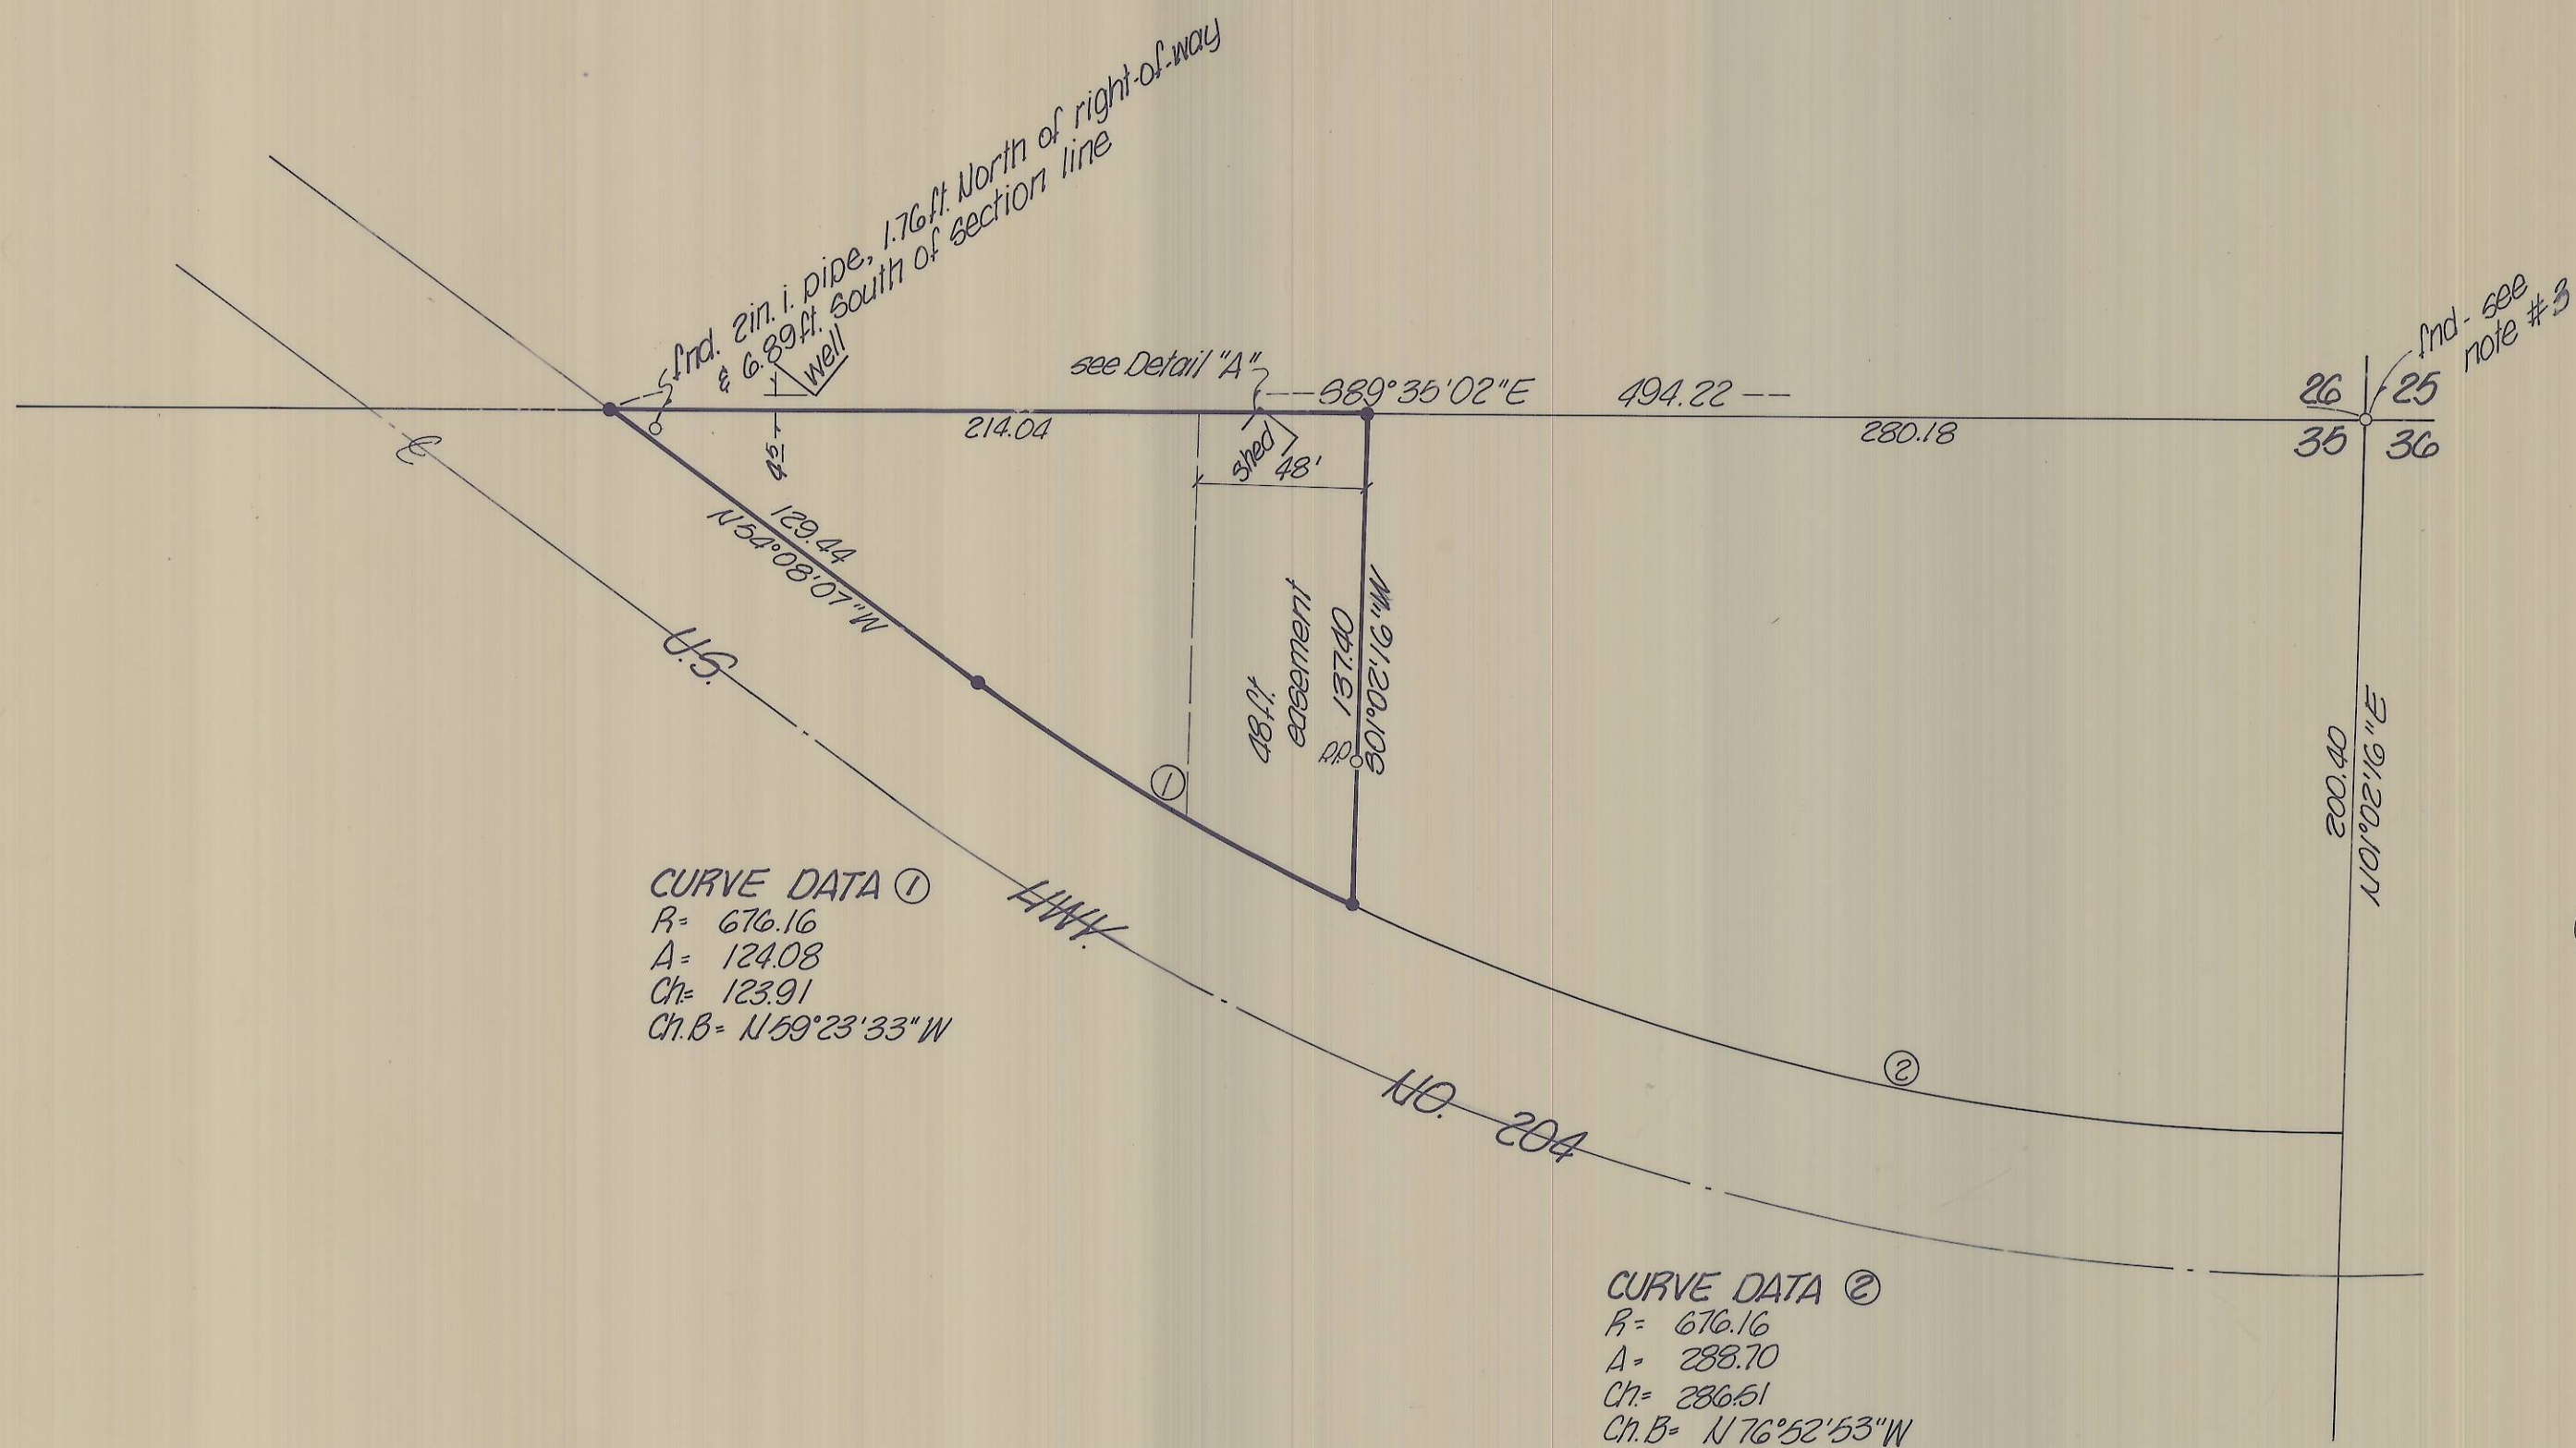 fnd. 2in. i. pipe, 1.76ft. North of right-of-way
& 6.89ft. South of section line
Well
45
see Detail "A"
S89°35'02"E 494.22
214.04
280.18
fnd - see
note #3
26 25
35 36
Shed
48'
129.44
N54°08'07"W
48ft.
easement
P.P.
137.40
S01°02'16"W
200.40
N01°02'16"E
℄
S.R.
HWY.
NO. 204
1
2
CURVE DATA 1
R= 676.16
A= 124.08
Ch= 123.91
Ch.B= N59°23'33"W
CURVE DATA 2
R= 676.16
A= 288.70
Ch.= 286.51
Ch.B= N76°52'53"W